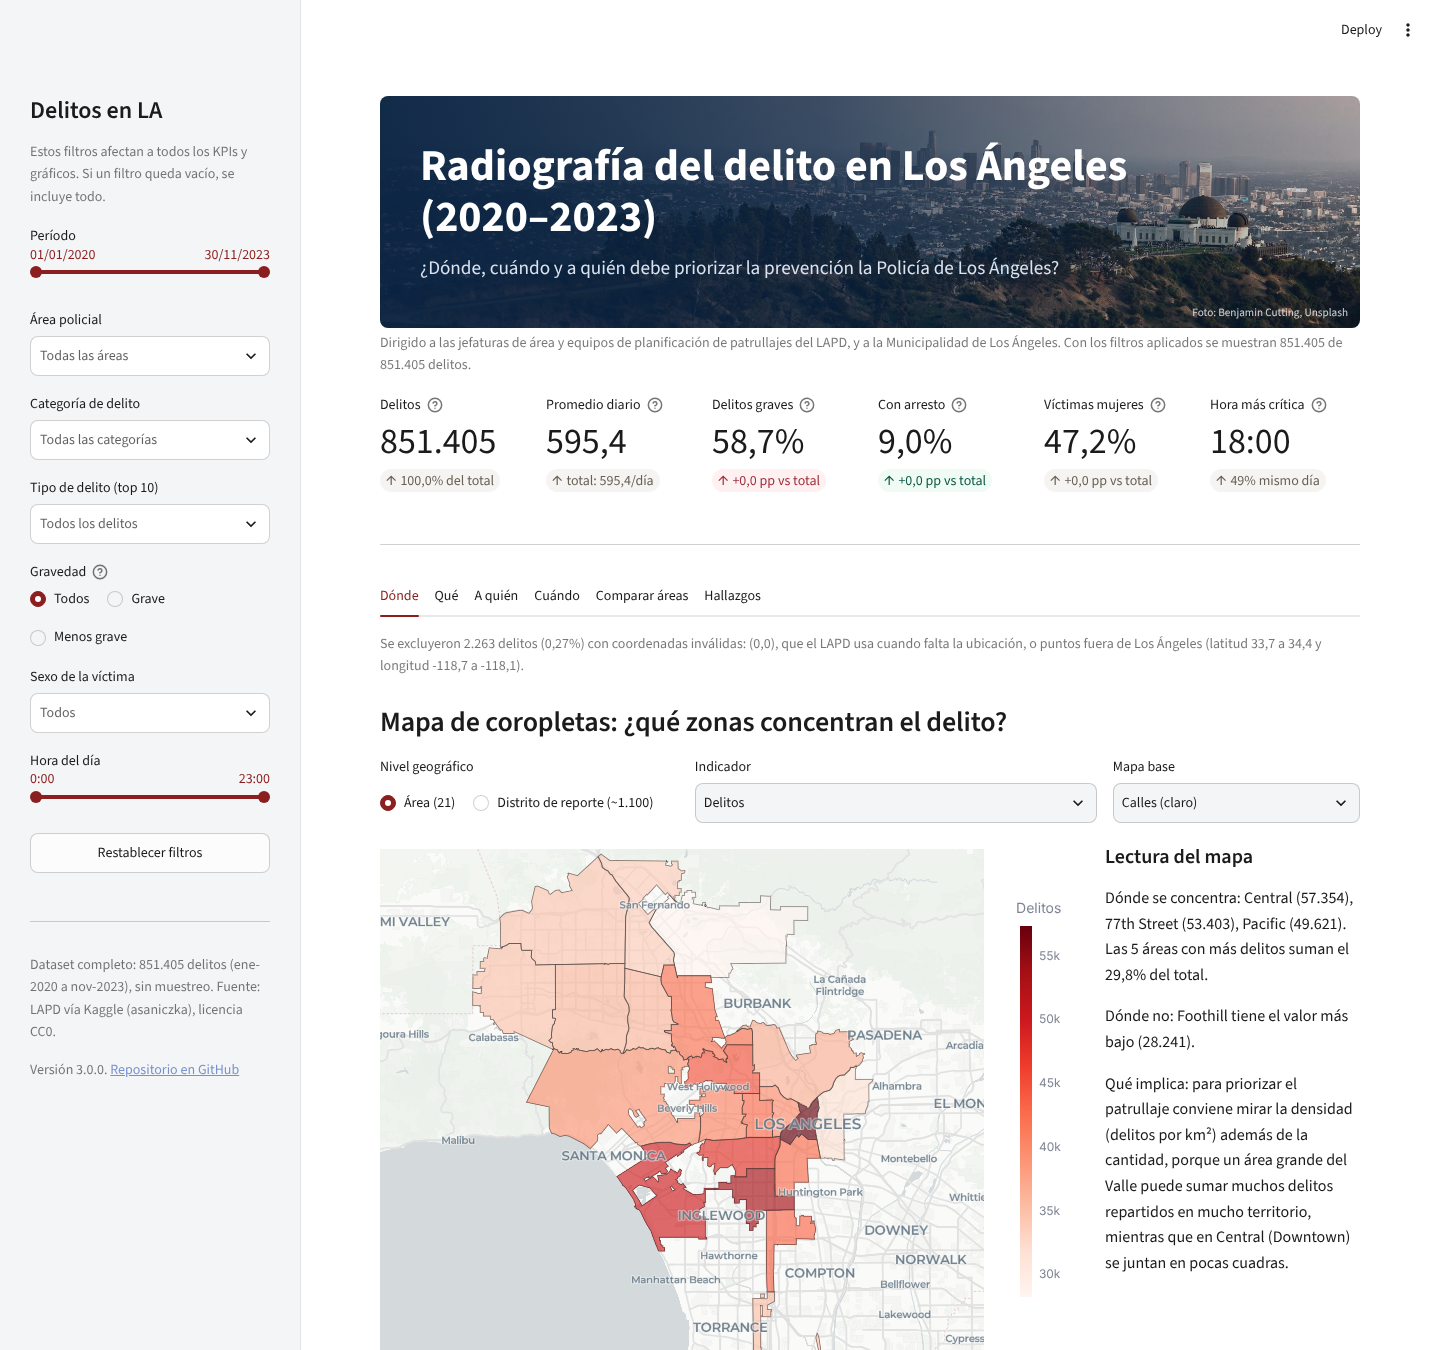 Deploy
Delitos en LA
Estos filtros afectan a todos los KPIs y
gráficos. Si un filtro queda vacío, se
incluye todo.
Período
01/01/2020 30/11/2023
Área policial
Todas las áreas
Categoría de delito
Todas las categorías
Tipo de delito (top 10)
Todos los delitos
Gravedad
Todos Grave
Menos grave
Sexo de la víctima
Todos
Hora del día
0:00 23:00
Restablecer filtros
Dataset completo: 851.405 delitos (ene-
2020 a nov-2023), sin muestreo. Fuente:
LAPD vía Kaggle (asaniczka), licencia
CC0.
Versión 3.0.0. Repositorio en GitHub
Radiografía del delito en Los Ángeles
(2020–2023)
¿Dónde, cuándo y a quién debe priorizar la prevención la Policía de Los Ángeles?
Foto: Benjamin Cutting, Unsplash
Dirigido a las jefaturas de área y equipos de planificación de patrullajes del LAPD, y a la Municipalidad de Los Ángeles. Con los filtros aplicados se muestran 851.405 de
851.405 delitos.
Delitos Promedio diario Delitos graves Con arresto Víctimas mujeres Hora más crítica
851.405 595,4 58,7% 9,0% 47,2% 18:00
↑ 100,0% del total ↑ total: 595,4/día ↑ +0,0 pp vs total ↑ +0,0 pp vs total ↑ +0,0 pp vs total ↑ 49% mismo día
Dónde Qué A quién Cuándo Comparar áreas Hallazgos
Se excluyeron 2.263 delitos (0,27%) con coordenadas inválidas: (0,0), que el LAPD usa cuando falta la ubicación, o puntos fuera de Los Ángeles (latitud 33,7 a 34,4 y
longitud -118,7 a -118,1).
Mapa de coropletas: ¿qué zonas concentran el delito?
Nivel geográfico Indicador Mapa base
Área (21) Distrito de reporte (~1.100) Delitos Calles (claro)
San Fernando
MI VALLEY
La Cañada
Flintridge
BURBANK
goura Hills
Calabasas
PASADENA
Arcadia
West Hollywood
Alhambra
Beverly Hills
EL MON
LOS ANGELES
Malibu
SANTA MONICA
Montebello
Huntington Park
Whittie
INGLEWOOD
DOWNEY
Hawthorne
NORWALK
Manhattan Beach
COMPTON
Bellflower
Lakewood
TORRANCE
Cypress
Delitos
55k
50k
45k
40k
35k
30k
Lectura del mapa
Dónde se concentra: Central (57.354),
77th Street (53.403), Pacific (49.621).
Las 5 áreas con más delitos suman el
29,8% del total.
Dónde no: Foothill tiene el valor más
bajo (28.241).
Qué implica: para priorizar el
patrullaje conviene mirar la densidad
(delitos por km²) además de la
cantidad, porque un área grande del
Valle puede sumar muchos delitos
repartidos en mucho territorio,
mientras que en Central (Downtown)
se juntan en pocas cuadras.